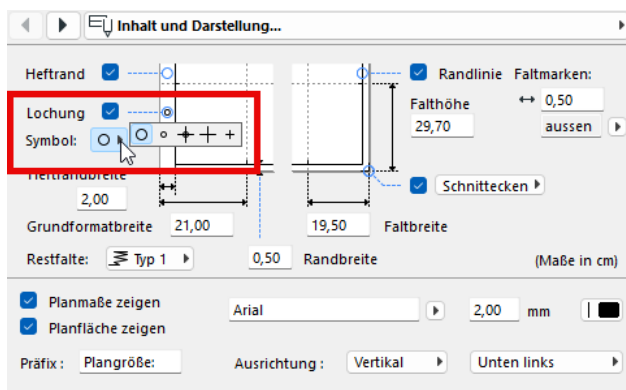 Inhalt und Darstellung...
Heftrand
Randlinie Faltmarken:
Lochung
Falthöhe
0,50
Symbol:
29,70
aussen
Heftrandbreite
2,00
Schnittecken
Grundformatbreite 21,00
19,50 Faltbreite
Restfalte: Typ 1
0,50 Randbreite
(Maße in cm)
Planmaße zeigen
Arial
2,00 mm
Planfläche zeigen
Präfix : Plangröße:
Ausrichtung : Vertikal
Unten links